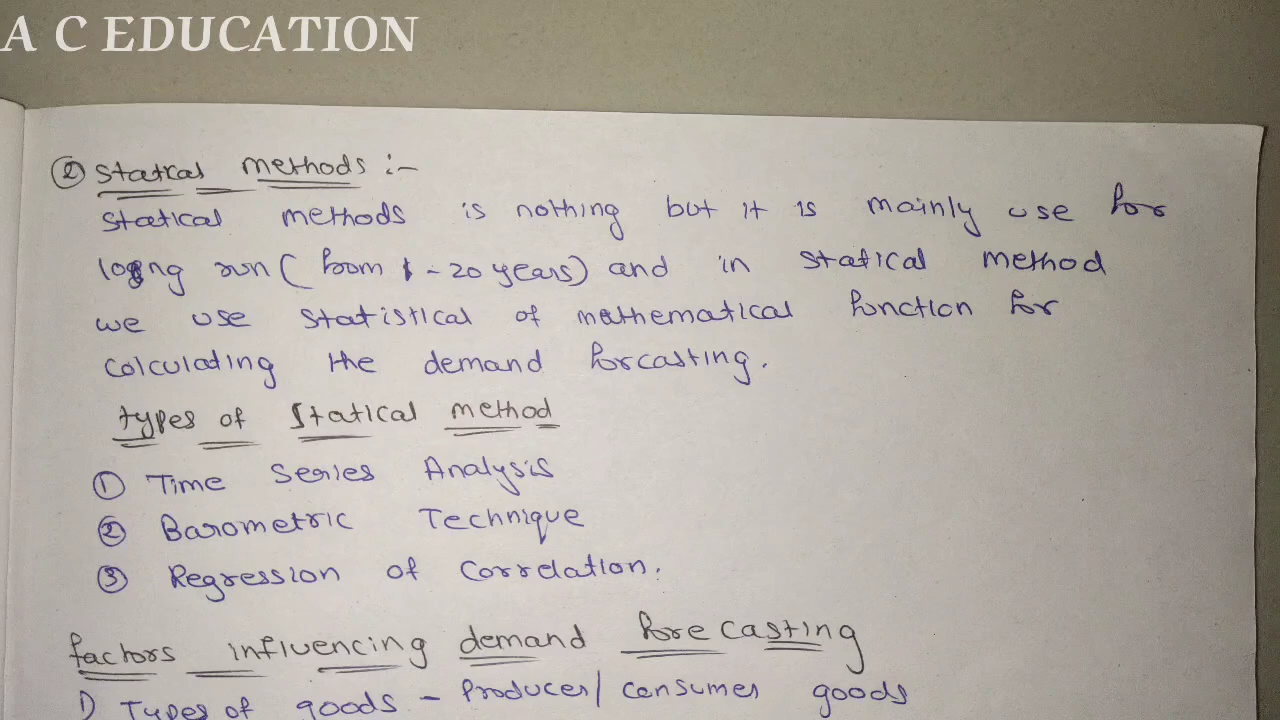 A C EDUCATION
② Statical methods :-
Statical methods is nothing but it is mainly use for
long run ( from 1 - 20 years) and in statical method
we use statistical of mathematical function for
calculating the demand forcasting.
types of Statical method
① Time Series Analysis
② Barometric Technique
③ Regression of Correlation.
factors influencing demand forecasting
1) Types of goods - Producer/ Consumer goods